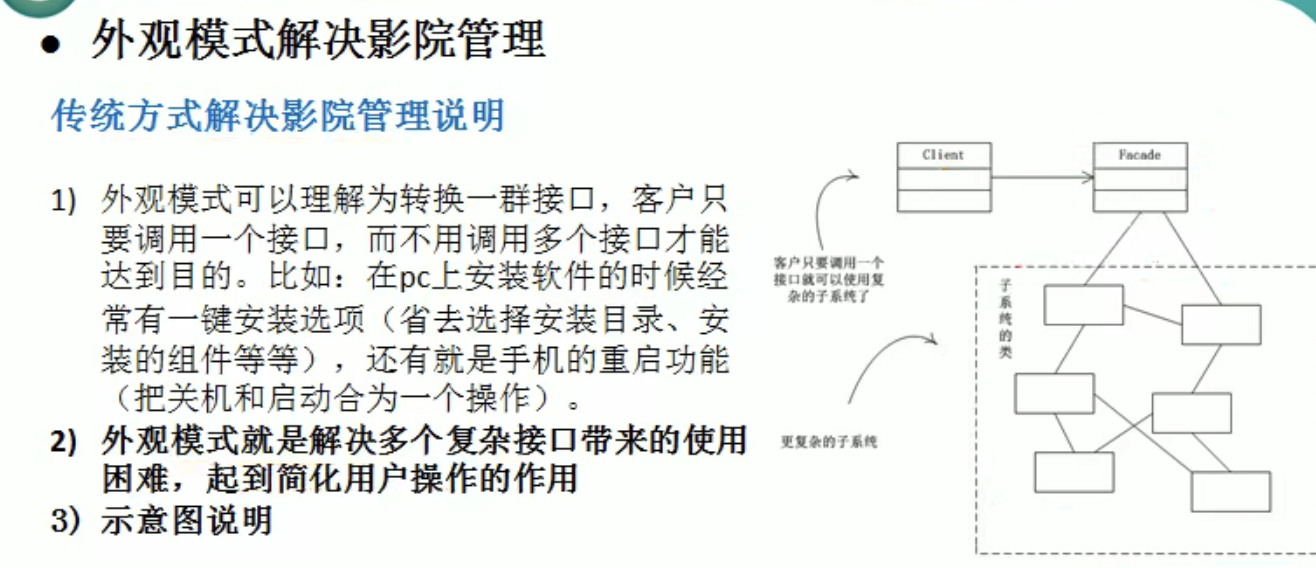 ● 外观模式解决影院管理
传统方式解决影院管理说明
1) 外观模式可以理解为转换一群接口，客户只
要调用一个接口，而不用调用多个接口才能
达到目的。比如：在pc上安装软件的时候经
常有一键安装选项（省去选择安装目录、安
装的组件等等），还有就是手机的重启功能
（把关机和启动合为一个操作）。
2) 外观模式就是解决多个复杂接口带来的使用
困难，起到简化用户操作的作用
3) 示意图说明
Client
Facade
客户只要调用一个
接口就可以使用复
杂的子系统了
子系统的类
更复杂的子系统